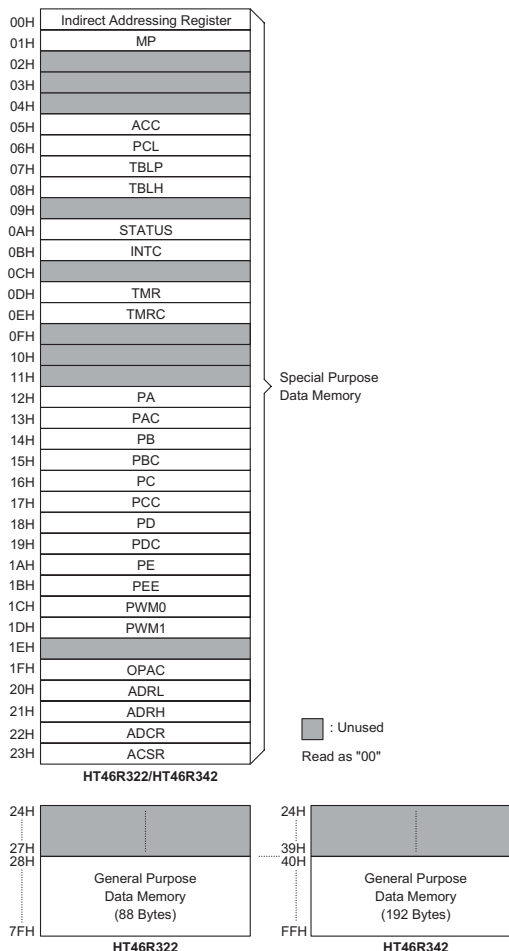 00H Indirect Addressing Register
01H MP
02H
03H
04H
05H ACC
06H PCL
07H TBLP
08H TBLH
09H
0AH STATUS
0BH INTC
0CH
0DH TMR
0EH TMRC
0FH
10H
11H
Special Purpose
Data Memory
12H PA
13H PAC
14H PB
15H PBC
16H PC
17H PCC
18H PD
19H PDC
1AH PE
1BH PEE
1CH PWM0
1DH PWM1
1EH
1FH OPAC
20H ADRL
21H ADRH
22H ADCR
23H ACSR
: Unused
Read as "00"
HT46R322/HT46R342
24H
27H
28H
General Purpose
Data Memory
(88 Bytes)
7FH
HT46R322
24H
39H
40H
General Purpose
Data Memory
(192 Bytes)
FFH
HT46R342